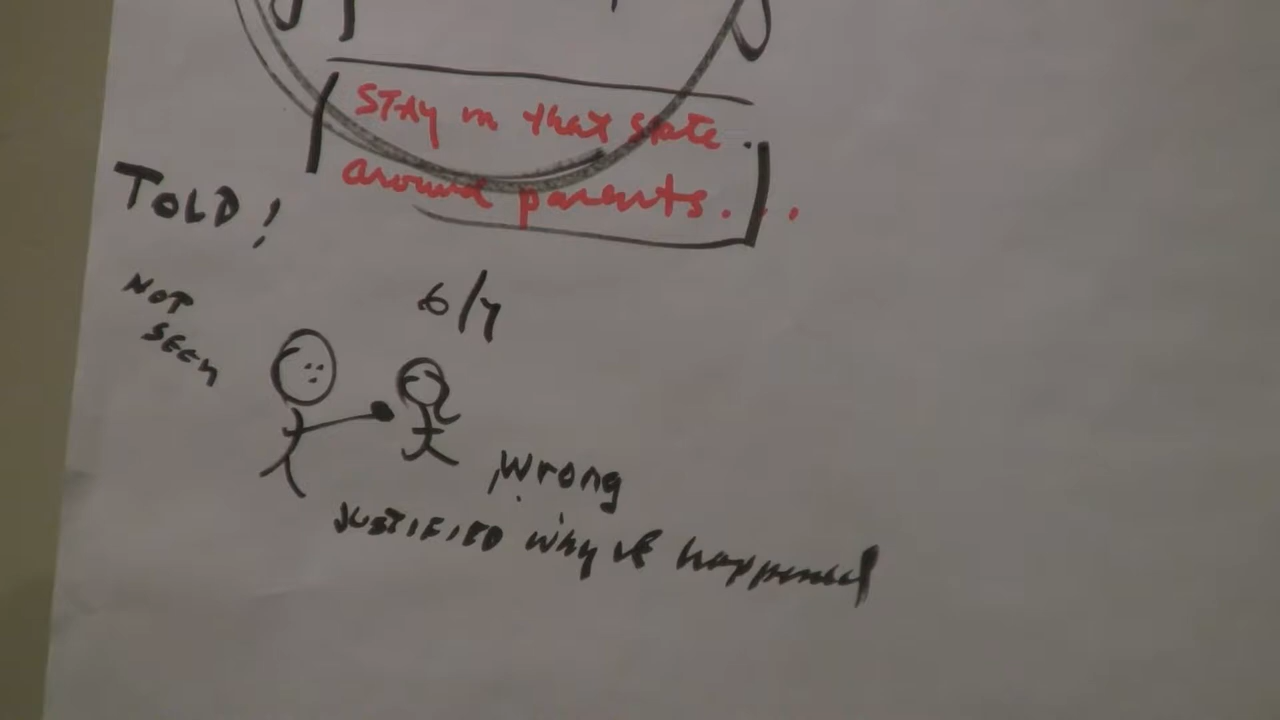 STAY in that state
around parents. . .
TOLD!
NOT
SEEN
6/7
wrong
JUSTIFIED why it happened